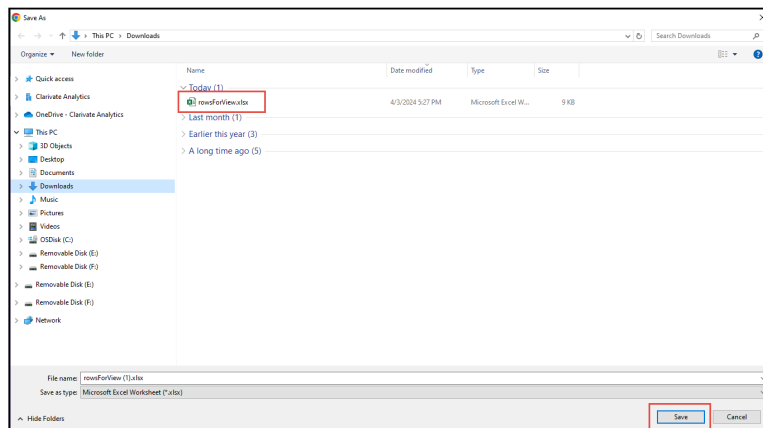 Save As
This PC > Downloads
Search Downloads
Organize New folder
Name Date modified Type Size
Quick access
Today (1)
Clarivate Analytics
rowsForView.xlsx 4/3/2024 5:27 PM Microsoft Excel W... 9 KB
OneDrive - Clarivate Analytics
Last month (1)
This PC
Earlier this year (3)
3D Objects
A long time ago (5)
Desktop
Documents
Downloads
Music
Pictures
Videos
OSDisk (C:)
Removable Disk (E:)
Removable Disk (F:)
Removable Disk (E:)
Removable Disk (F:)
Network
File name: rowsForView (1).xlsx
Save as type: Microsoft Excel Worksheet (*.xlsx)
Hide Folders
Save Cancel